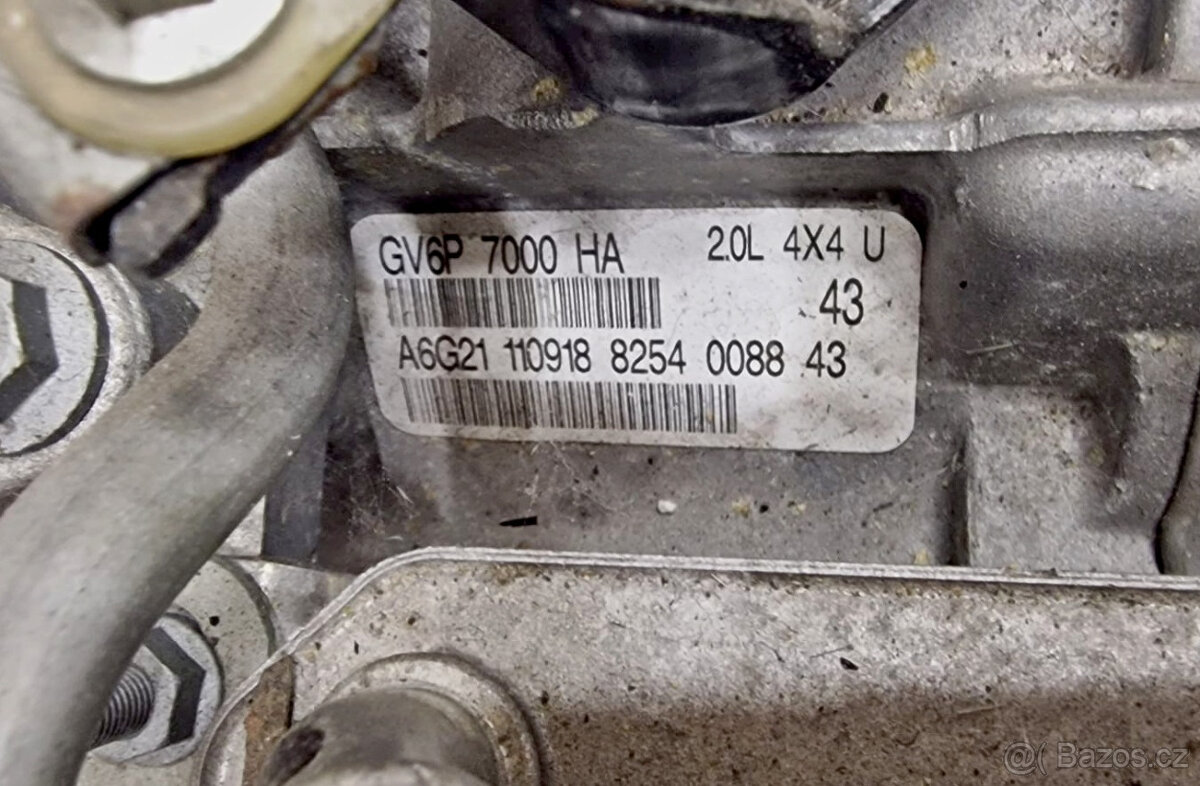 GV6P 7000 HA 2.0L 4X4 U
43
A6G21 110918 8254 0088 43
@( Bazos.cz